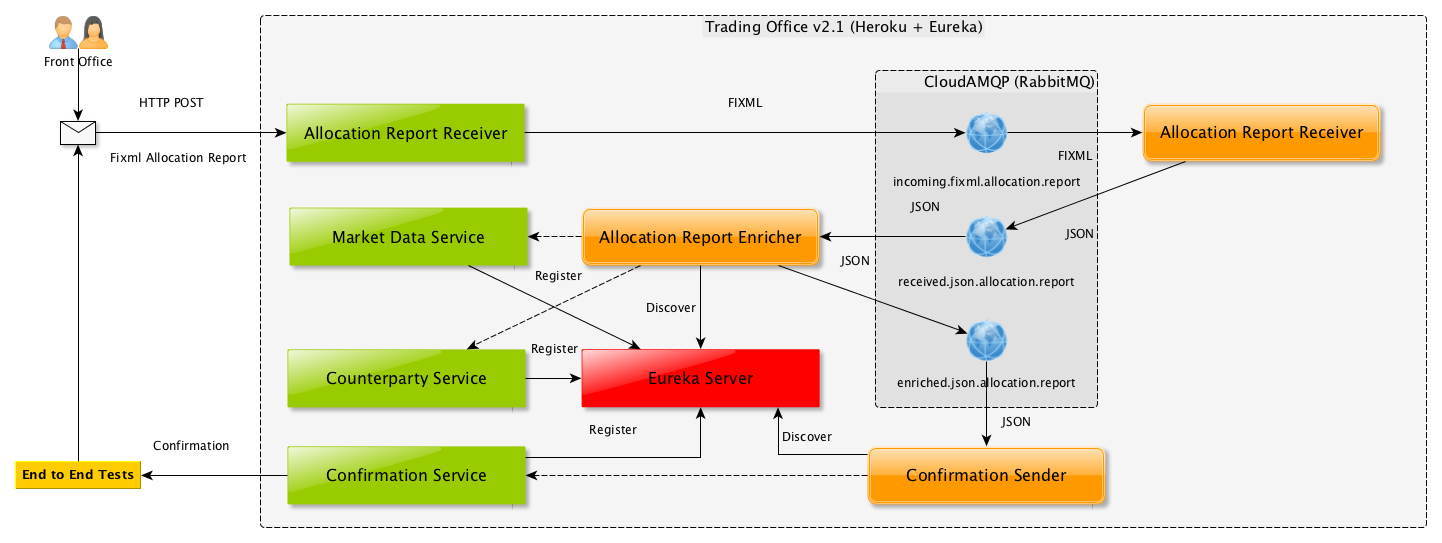 Trading Office v2.1 (Heroku + Eureka)
Front Office
CloudAMQP (RabbitMQ)
HTTP POST
FIXML
Allocation Report Receiver
Allocation Report Receiver
Fixml Allocation Report
FIXML
incoming.fixml.allocation.report
JSON
Market Data Service
Allocation Report Enricher
JSON
JSON
Register
received.json.allocation.report
Discover
Register
Counterparty Service
Eureka Server
enriched.json.allocation.report
JSON
Register
Discover
Confirmation
End to End Tests
Confirmation Service
Confirmation Sender